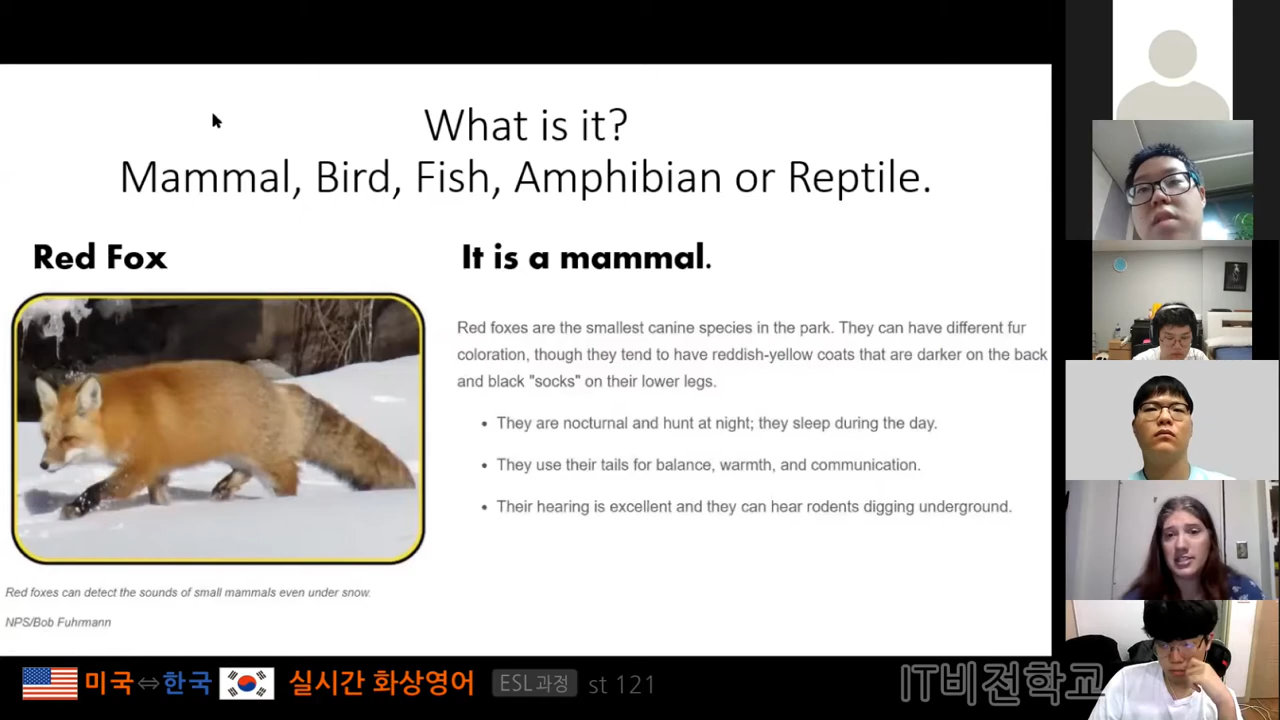 What is it?
Mammal, Bird, Fish, Amphibian or Reptile.
Red Fox
It is a mammal.
Red foxes are the smallest canine species in the park. They can have different fur
coloration, though they tend to have reddish-yellow coats that are darker on the back
and black "socks" on their lower legs.
• They are nocturnal and hunt at night; they sleep during the day.
• They use their tails for balance, warmth, and communication.
• Their hearing is excellent and they can hear rodents digging underground.
Red foxes can detect the sounds of small mammals even under snow.
NPS/Bob Fuhrmann
미국⇔한국 실시간 화상영어 ESL과정 st 121 IT비전학교